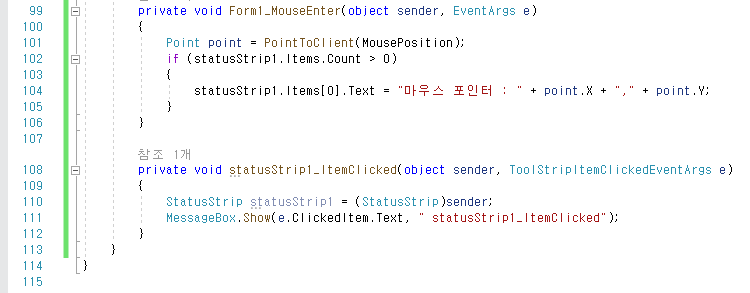 99 private void Form1_MouseEnter(object sender, EventArgs e)
100 {
101 Point point = PointToClient(MousePosition);
102 if (statusStrip1.Items.Count > 0)
103 {
104 statusStrip1.Items[0].Text = "마우스 포인터 : " + point.X + "," + point.Y;
105 }
106 }
107
참조 1개
108 private void statusStrip1_ItemClicked(object sender, ToolStripItemClickedEventArgs e)
109 {
110 StatusStrip statusStrip1 = (StatusStrip)sender;
111 MessageBox.Show(e.ClickedItem.Text, " statusStrip1_ItemClicked");
112 }
113 }
114 }
115